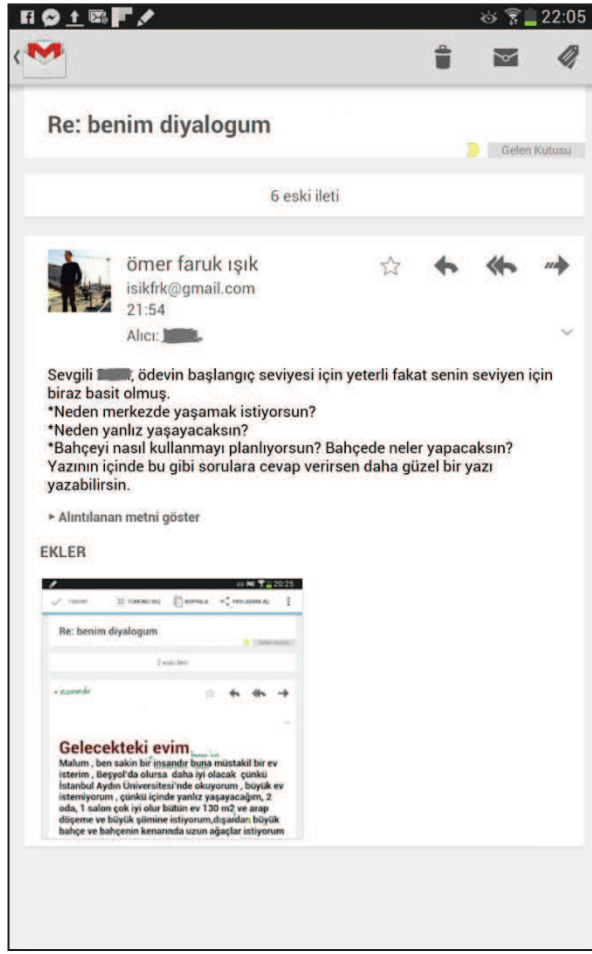 22:05
Re: benim diyalogum
Gelen Kutusu
6 eski ileti
ömer faruk ışık
isikfrk@gmail.com
21:54
Alıcı:
Sevgili , ödevin başlangıç seviyesi için yeterli fakat senin seviyen için
biraz basit olmuş.
*Neden merkezde yaşamak istiyorsun?
*Neden yanlız yaşayacaksın?
*Bahçeyi nasıl kullanmayı planlıyorsun? Bahçede neler yapacaksın?
Yazının içinde bu gibi sorulara cevap verirsen daha güzel bir yazı
yazabilirsin.
▸ Alıntılanan metni göster
EKLER
20:25
Re: benim diyalogum
2 eski ileti
Gelecekteki evim
Malum , ben sakin bir insandır buna müstakil bir ev
isterim , Beşyol'da olursa daha iyi olacak çünkü
İstanbul Aydın Üniversitesi'nde okuyorum , büyük ev
istemiyorum , çünkü içinde yanlız yaşayacağım, 2
oda, 1 salon çok iyi olur bütün ev 130 m2 ve arap
döşeme ve büyük şömine istiyorum,dışarıdan büyük
bahçe ve bahçenin kenarında uzun ağaçlar istiyorum